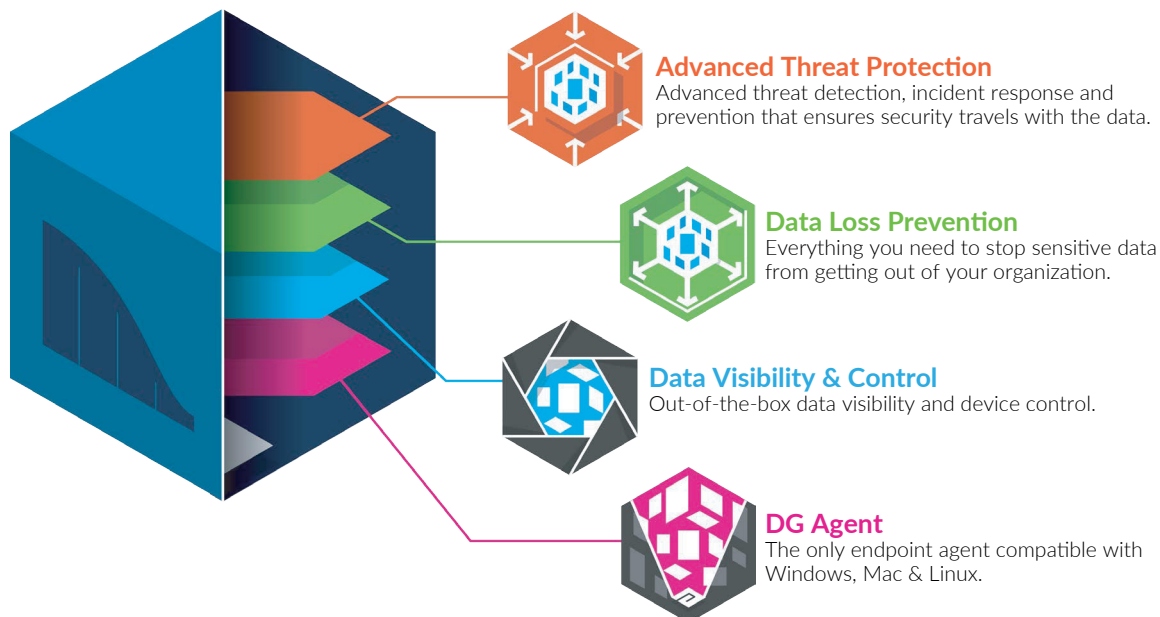 Advanced Threat Protection
Advanced threat detection, incident response and
prevention that ensures security travels with the data.
Data Loss Prevention
Everything you need to stop sensitive data
from getting out of your organization.
Data Visibility & Control
Out-of-the-box data visibility and device control.
DG Agent
The only endpoint agent compatible with
Windows, Mac & Linux.